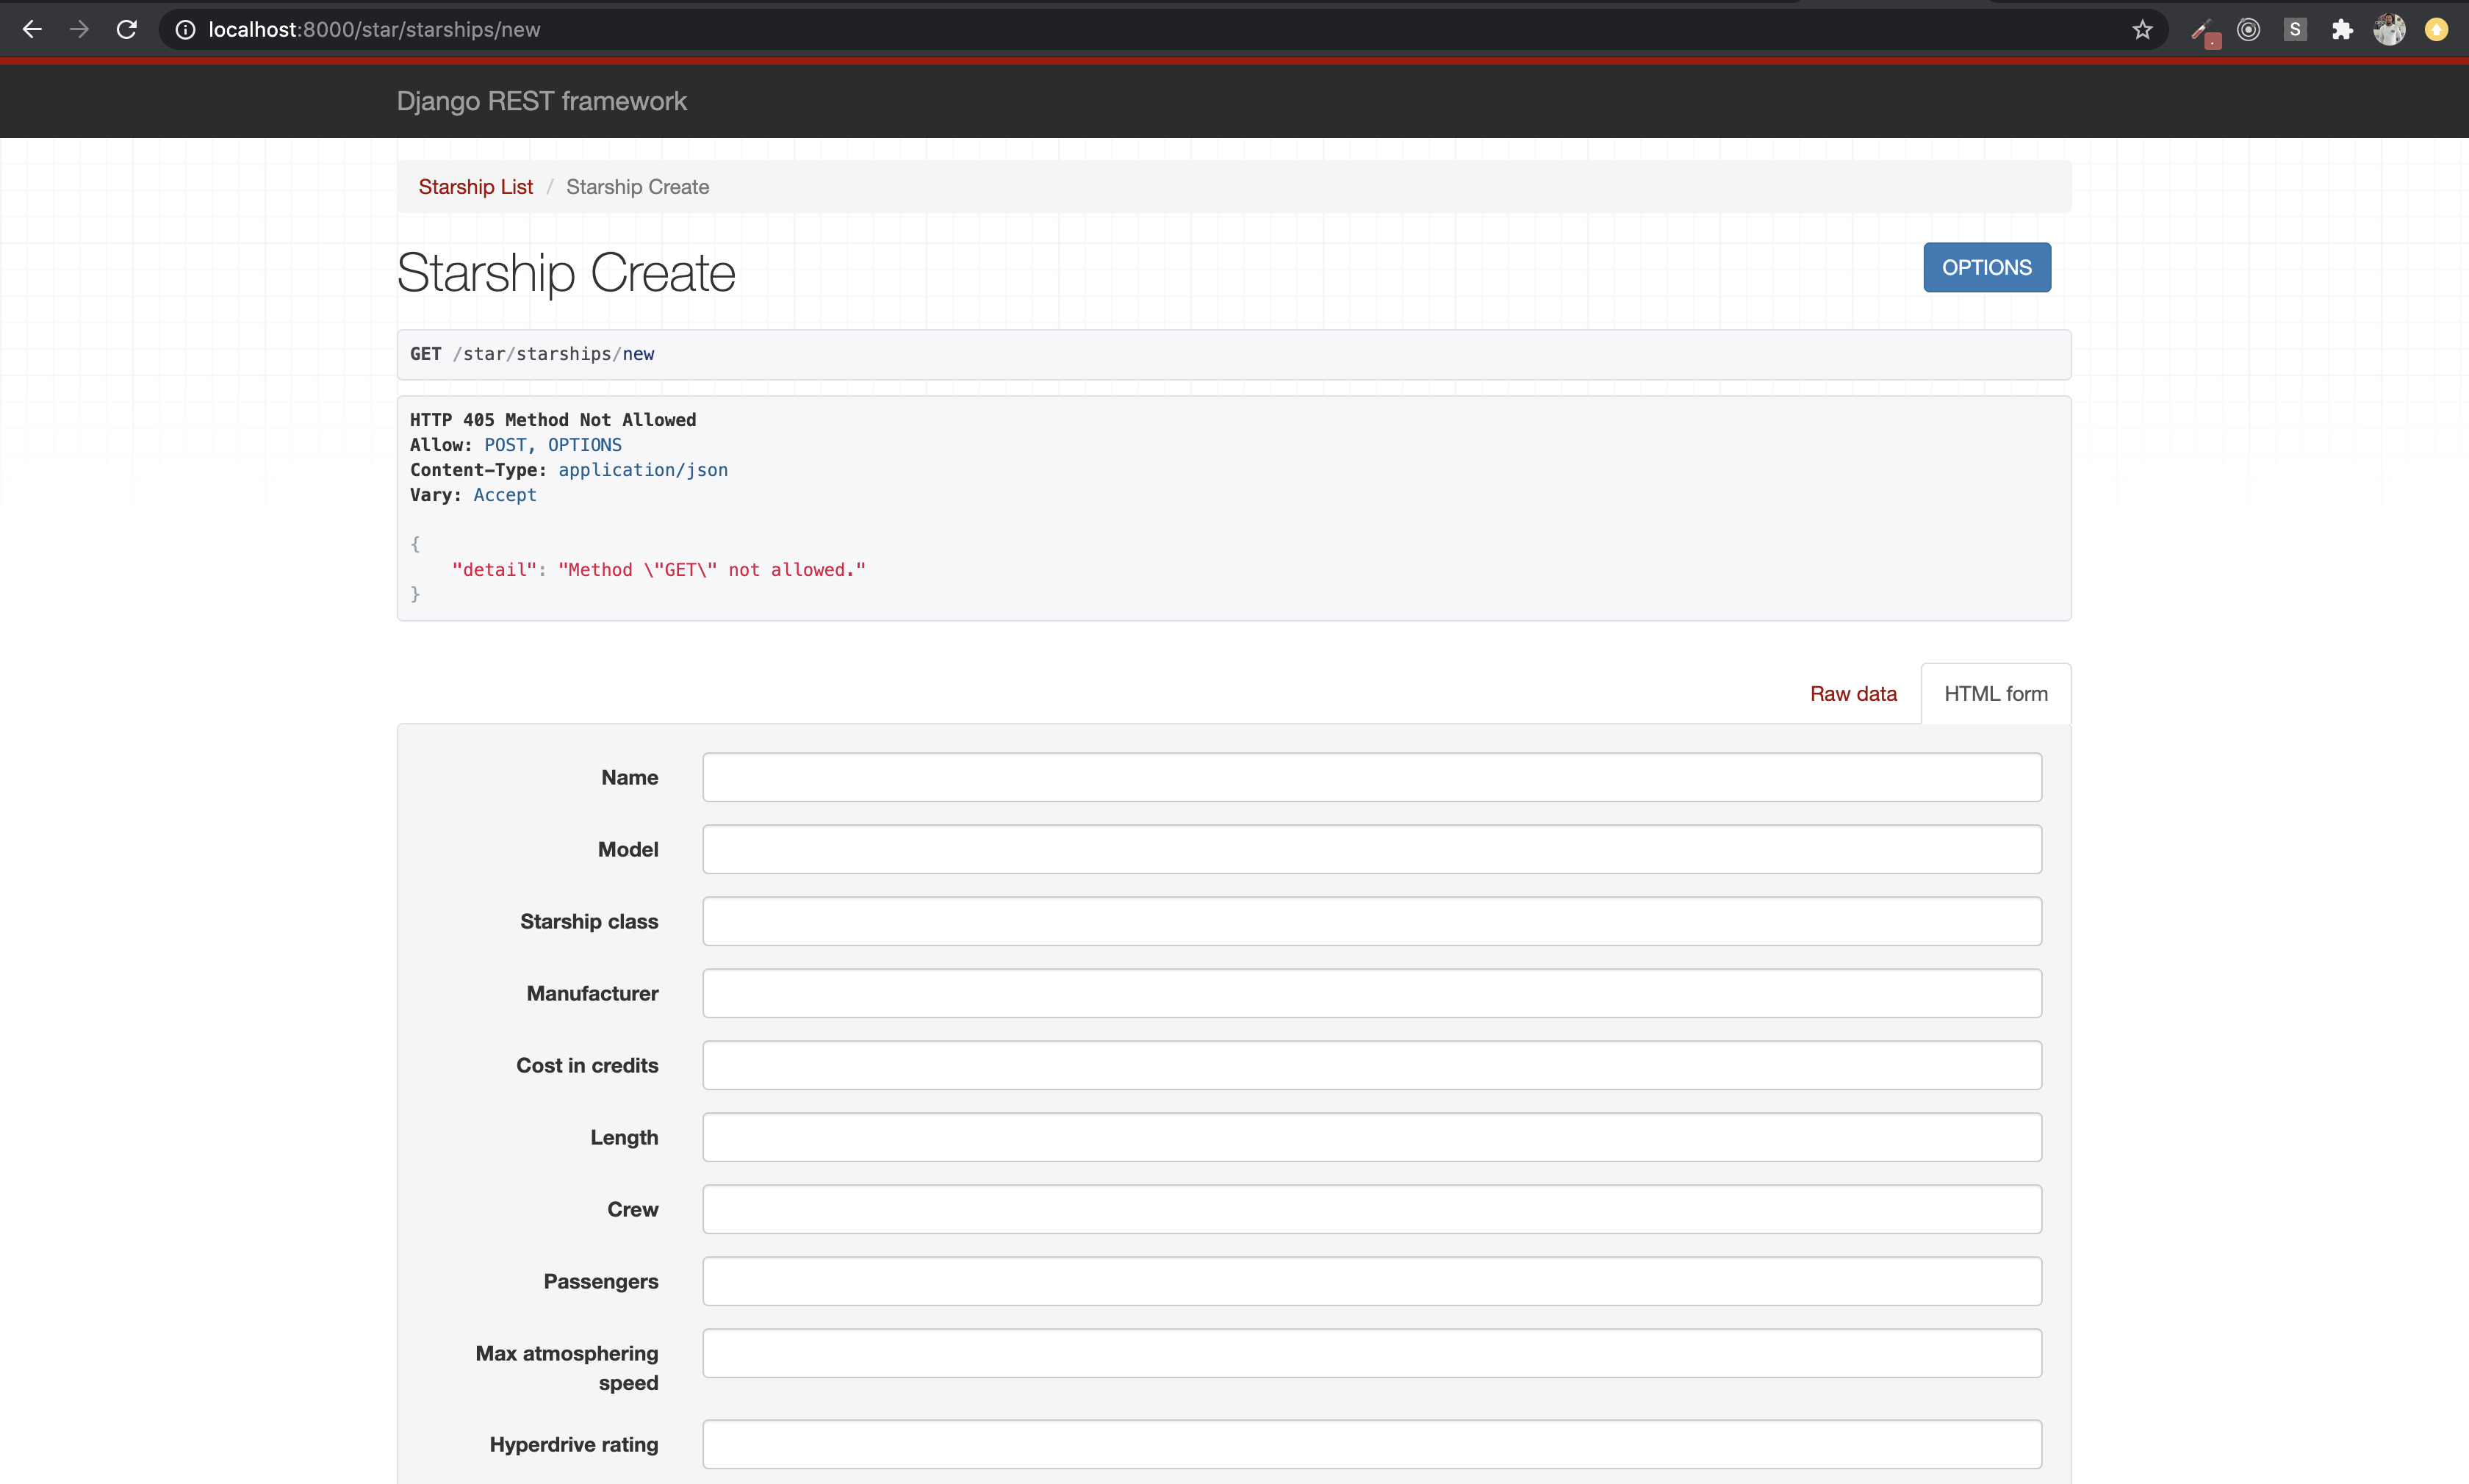 localhost:8000/star/starships/new
S
Django REST framework
Starship List / Starship Create
Starship Create
OPTIONS
GET /star/starships/new
HTTP 405 Method Not Allowed
Allow: POST, OPTIONS
Content-Type: application/json
Vary: Accept
{
"detail": "Method \"GET\" not allowed."
}
Raw data
HTML form
Name
Model
Starship class
Manufacturer
Cost in credits
Length
Crew
Passengers
Max atmosphering
speed
Hyperdrive rating